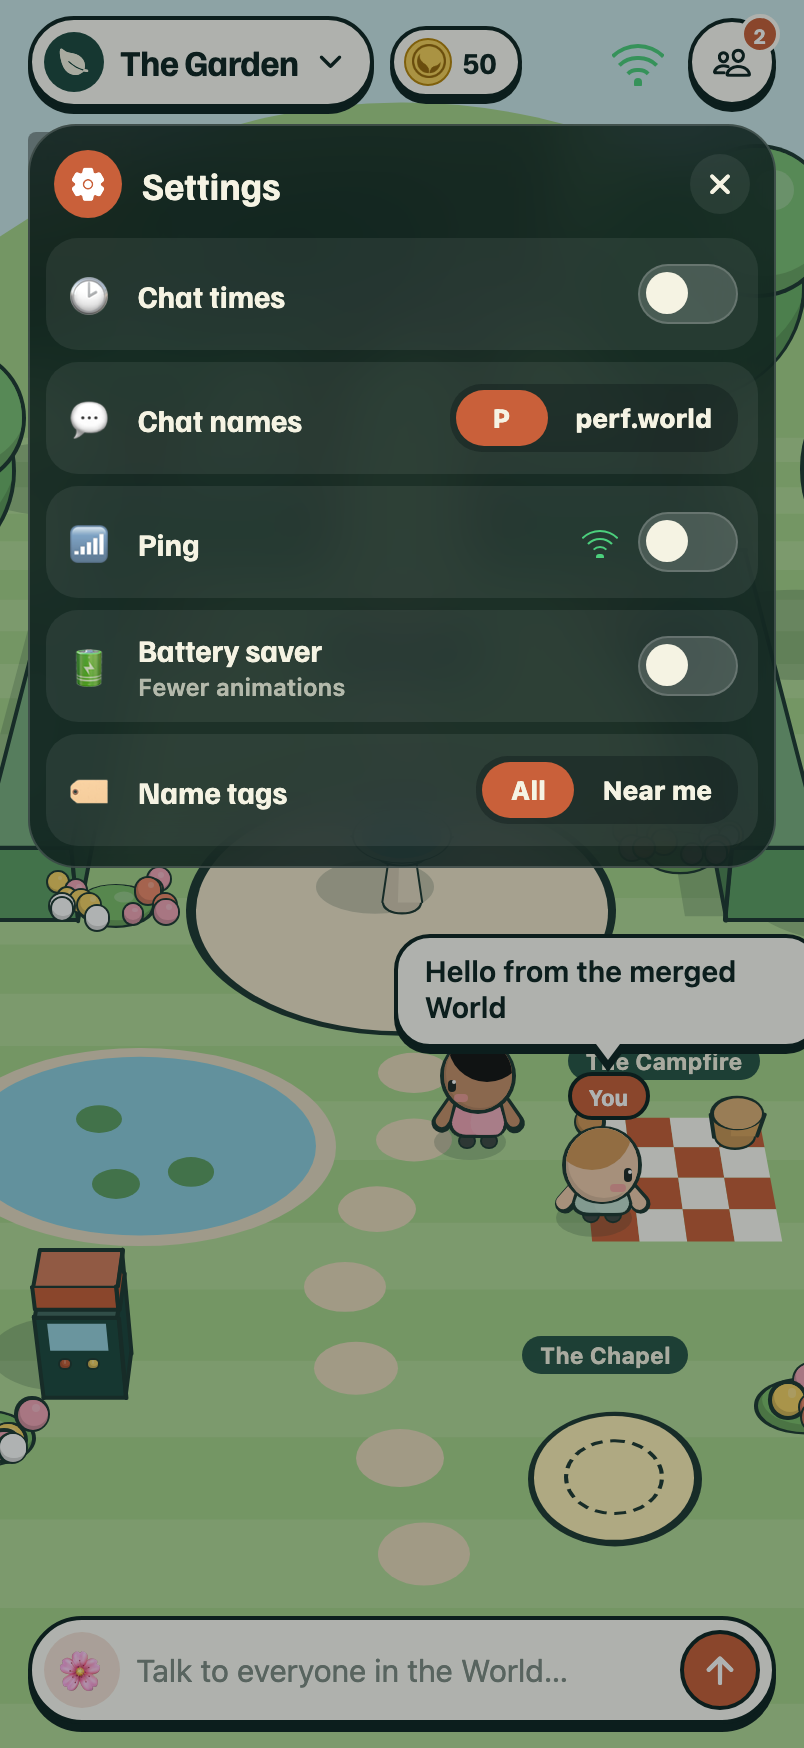 The Garden
50
2
Settings
Chat times
Chat names
P
perf.world
Ping
Battery saver
Fewer animations
Name tags
All
Near me
Hello from the merged
World
The Campfire
You
The Chapel
Talk to everyone in the World...